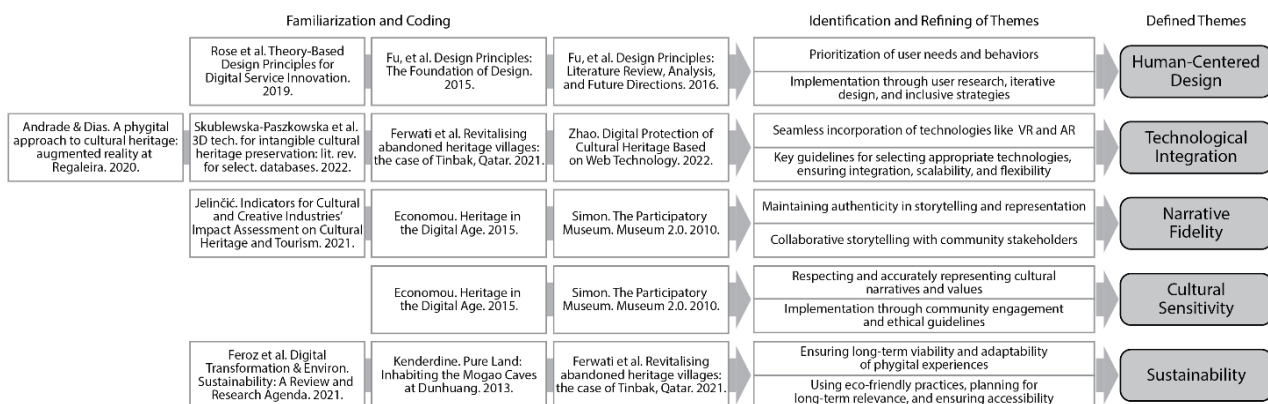 Familiarization and Coding
Identification and Refining of Themes
Defined Themes
Rose et al. Theory-Based
Design Principles for
Digital Service Innovation.
2019.
Fu, et al. Design Principles:
The Foundation of Design.
2015.
Fu, et al. Design Principles:
Literature Review, Analysis,
and Future Directions. 2016.
Prioritization of user needs and behaviors
Implementation through user research, iterative
design, and inclusive strategies
Human-Centered
Design
Andrade & Dias. A phygital
approach to cultural heritage:
augmented reality at
Regaleira. 2020.
Skublewska-Paszkowska et al.
3D tech. for intangible cultural
heritage preservation: lit. rev.
for select. databases. 2022.
Ferwati et al. Revitalising
abandoned heritage villages:
the case of Tinbak, Qatar. 2021.
Zhao. Digital Protection of
Cultural Heritage Based
on Web Technology. 2022.
Seamless incorporation of technologies like VR and AR
Key guidelines for selecting appropriate technologies,
ensuring integration, scalability, and flexibility
Technological
Integration
Jelinčić. Indicators for Cultural
and Creative Industries'
Impact Assessment on Cultural
Heritage and Tourism. 2021.
Economou. Heritage in
the Digital Age. 2015.
Simon. The Participatory
Museum. Museum 2.0. 2010.
Maintaining authenticity in storytelling and representation
Collaborative storytelling with community stakeholders
Narrative
Fidelity
Economou. Heritage in
the Digital Age. 2015.
Simon. The Participatory
Museum. Museum 2.0. 2010.
Respecting and accurately representing cultural
narratives and values
Implementation through community engagement
and ethical guidelines
Cultural
Sensitivity
Feroz et al. Digital
Transformation & Environ.
Sustainability: A Review and
Research Agenda. 2021.
Kenderdine. Pure Land:
Inhabiting the Mogao Caves
at Dunhuang. 2013.
Ferwati et al. Revitalising
abandoned heritage villages:
the case of Tinbak, Qatar. 2021.
Ensuring long-term viability and adaptability
of phygital experiences
Using eco-friendly practices, planning for
long-term relevance, and ensuring accessibility
Sustainability